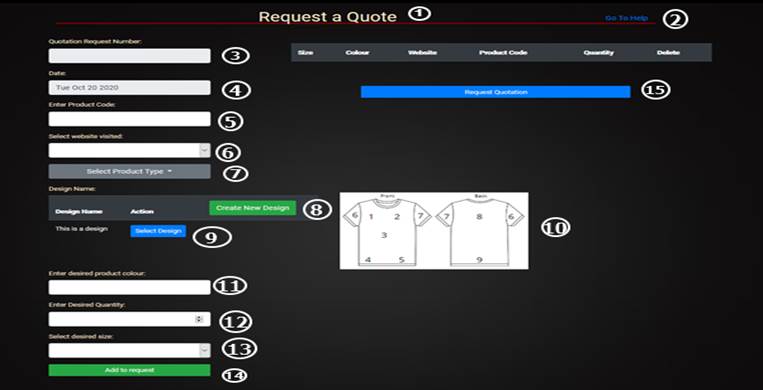 Request a Quote 1
Go To Help 2
Quotation Request Number:
3
Date:
Tue Oct 20 2020 4
Enter Product Code:
5
Select website visited:
6
Select Product Type 7
Design Name:
Design Name Action Create New Design 8
This is a design Select Design 9
Enter desired product colour:
11
Enter Desired Quantity:
12
Select desired size:
13
Add to request 14
Size Colour Website Product Code Quantity Delete
Request Quotation 15
Front Back
6 1 2 7 7 8 6
3
4 5 9
10